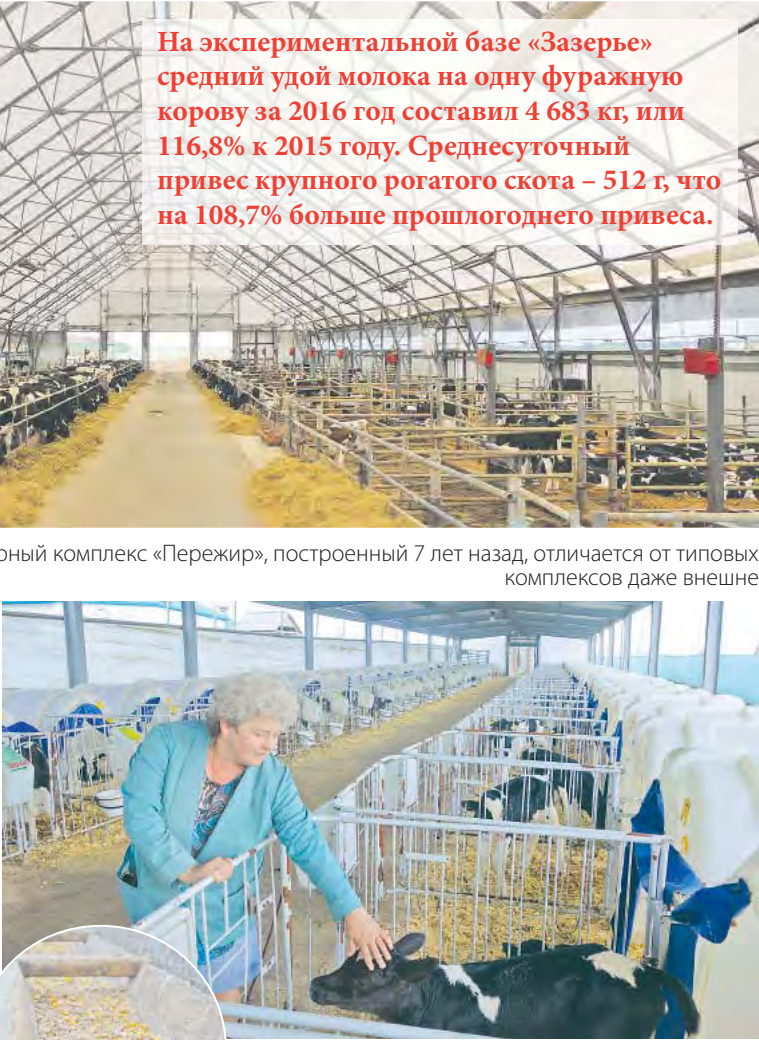 На экспериментальной базе «Зазерье»
средний удой молока на одну фуражную
корову за 2016 год составил 4 683 кг, или
116,8% к 2015 году. Среднесуточный
привес крупного рогатого скота – 512 г, что
на 108,7% больше прошлогоднего привеса.
комплекс «Пережир», построенный 7 лет назад, отличается от типовых
комплексов даже внешне